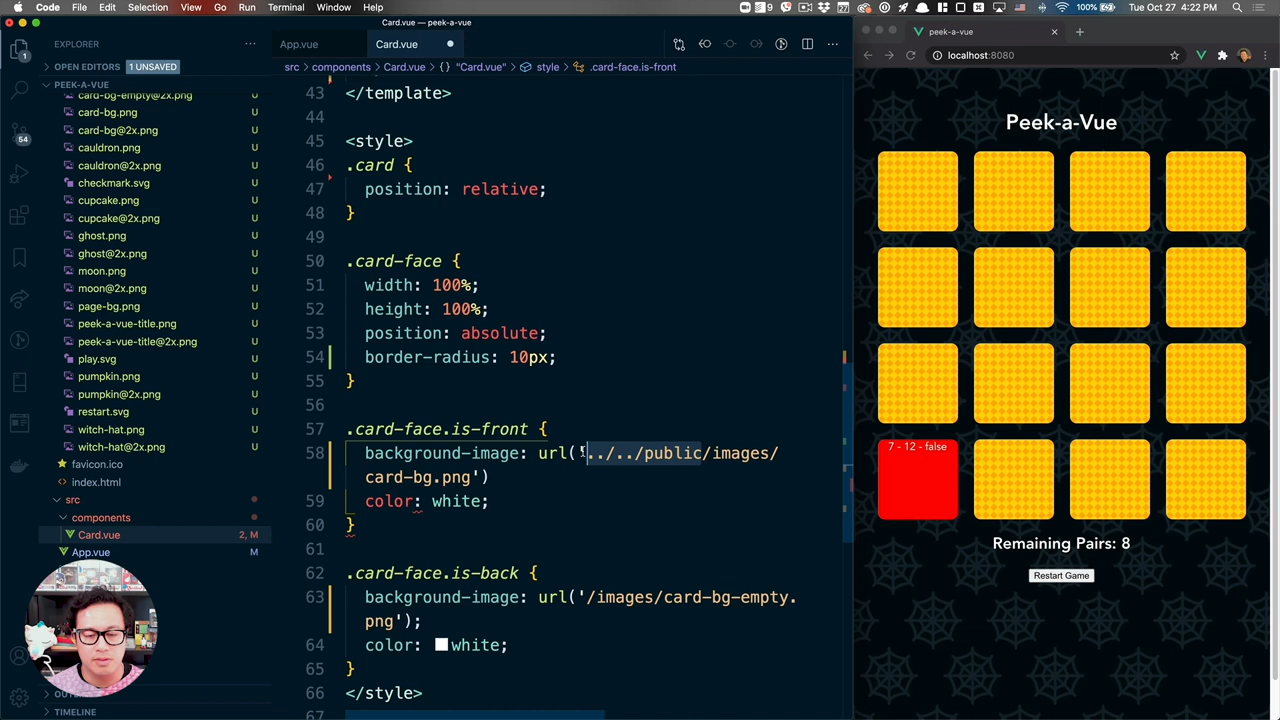 Code File Edit Selection View Go Run Terminal Window Help
100%
Tue Oct 27 4:22 PM
Card.vue — peek-a-vue
EXPLORER
OPEN EDITORS 1 UNSAVED
PEEK-A-VUE
card-bg-empty@2x.png U
card-bg.png U
card-bg@2x.png U
cauldron.png U
cauldron@2x.png U
checkmark.svg U
cupcake.png U
cupcake@2x.png U
ghost.png U
ghost@2x.png U
moon.png U
moon@2x.png U
page-bg.png U
peek-a-vue-title.png U
peek-a-vue-title@2x.png U
play.svg U
pumpkin.png U
pumpkin@2x.png U
restart.svg U
witch-hat.png U
witch-hat@2x.png U
favicon.ico
index.html
src
components
Card.vue 2, M
App.vue M
TIMELINE
1
54
App.vue
Card.vue
src > components > Card.vue > {} "Card.vue" > style > .card-face.is-front
43 </template>
44
45 <style>
46 .card {
47 position: relative;
48 }
49
50 .card-face {
51 width: 100%;
52 height: 100%;
53 position: absolute;
54 border-radius: 10px;
55 }
56
57 .card-face.is-front {
58 background-image: url('../../public/images/
card-bg.png')
59 color: white;
60 }
61
62 .card-face.is-back {
63 background-image: url('/images/card-bg-empty.
png');
64 color: white;
65 }
66 </style>
67
peek-a-vue
localhost:8080
Peek-a-Vue
7 - 12 - false
Remaining Pairs: 8
Restart Game